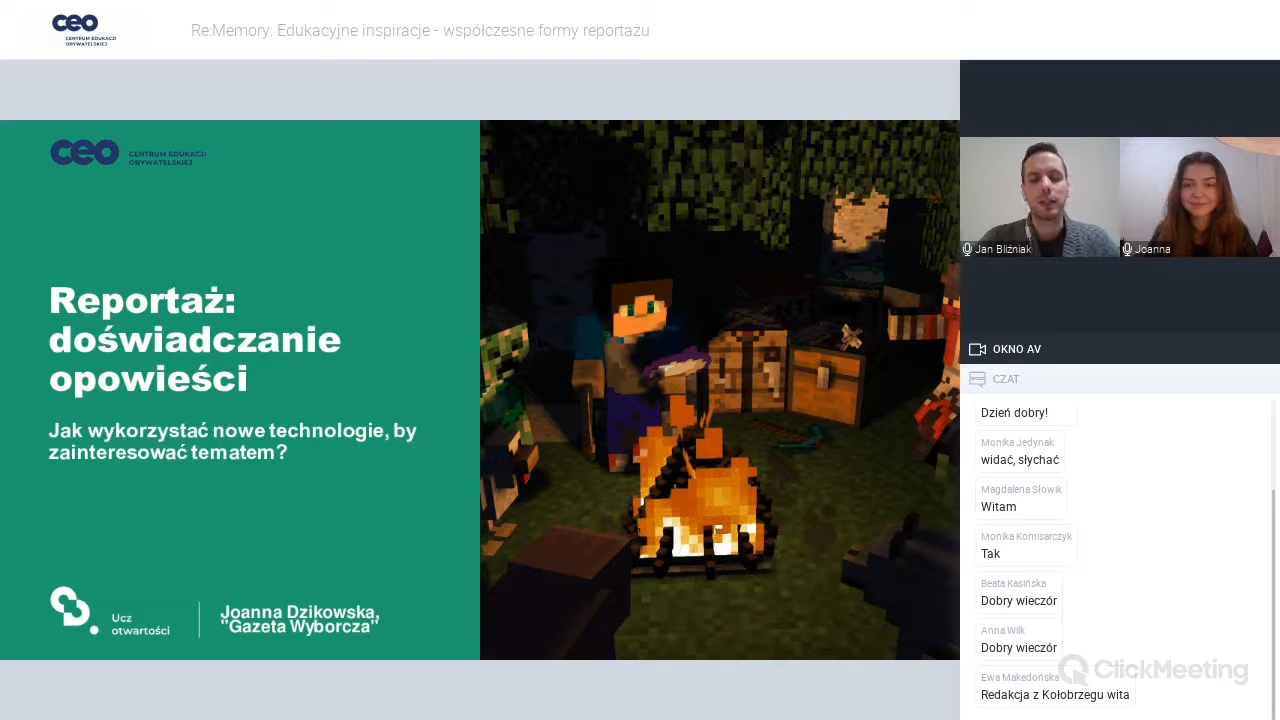 ceo
CENTRUM EDUKACJI
OBYWATELSKIEJ
Re:Memory: Edukacyjne inspiracje - współczesne formy reportażu
ceo
CENTRUM EDUKACJI
OBYWATELSKIEJ
Reportaż:
doświadczanie
opowieści
Jak wykorzystać nowe technologie, by
zainteresować tematem?
Ucz
otwartości
Joanna Dzikowska,
"Gazeta Wyborcza"
Jan Bliźniak
Joanna
OKNO AV
CZAT
Dzień dobry!
Monika Jedynak
widać, słychać
Magdalena Słowik
Witam
Monika Komisarczyk
Tak
Beata Kasińska
Dobry wieczór
Anna Wilk
Dobry wieczór
Ewa Makedońska
Redakcja z Kołobrzegu wita
ClickMeeting